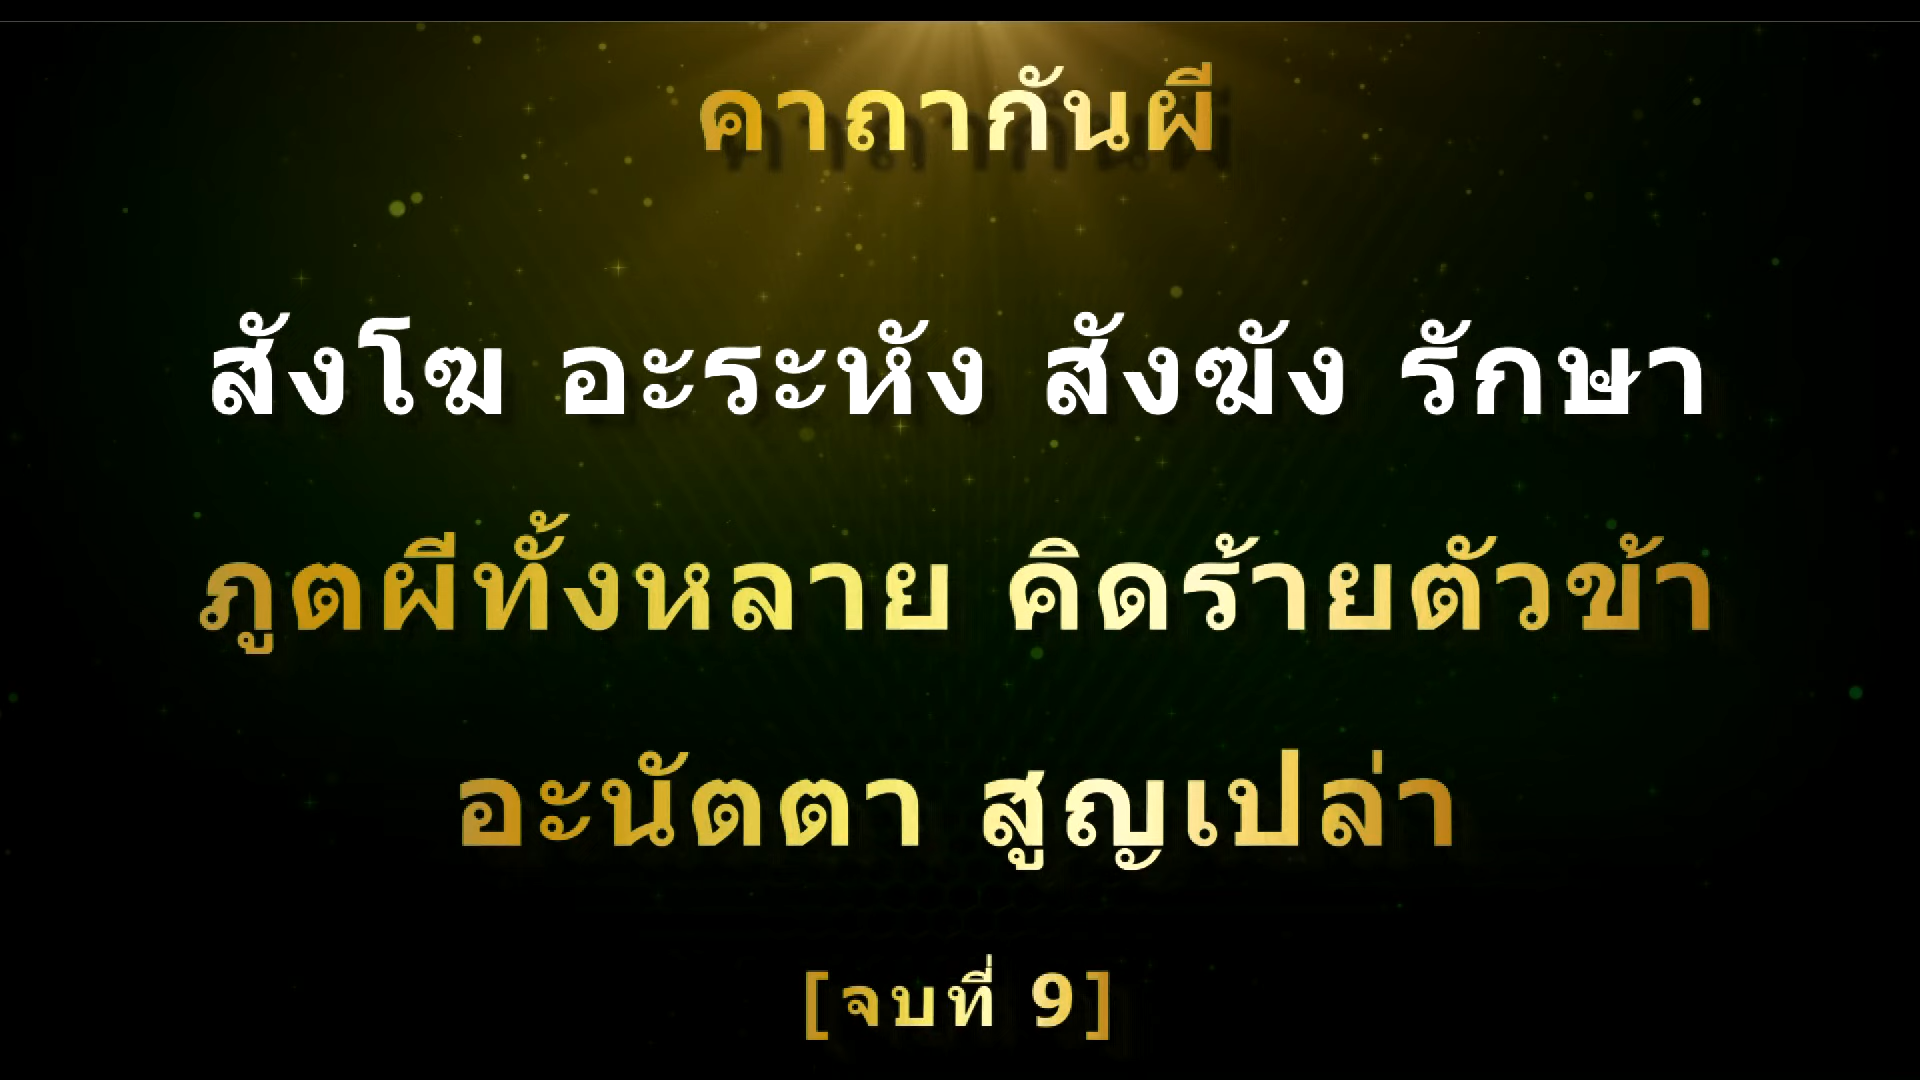 คาถากันผี
สังโฆ อะระหัง สังฆัง รักษา
ภูตผีทั้งหลาย คิดร้ายตัวข้า
อะนัตตา สูญเปล่า
[จบที่ 9]